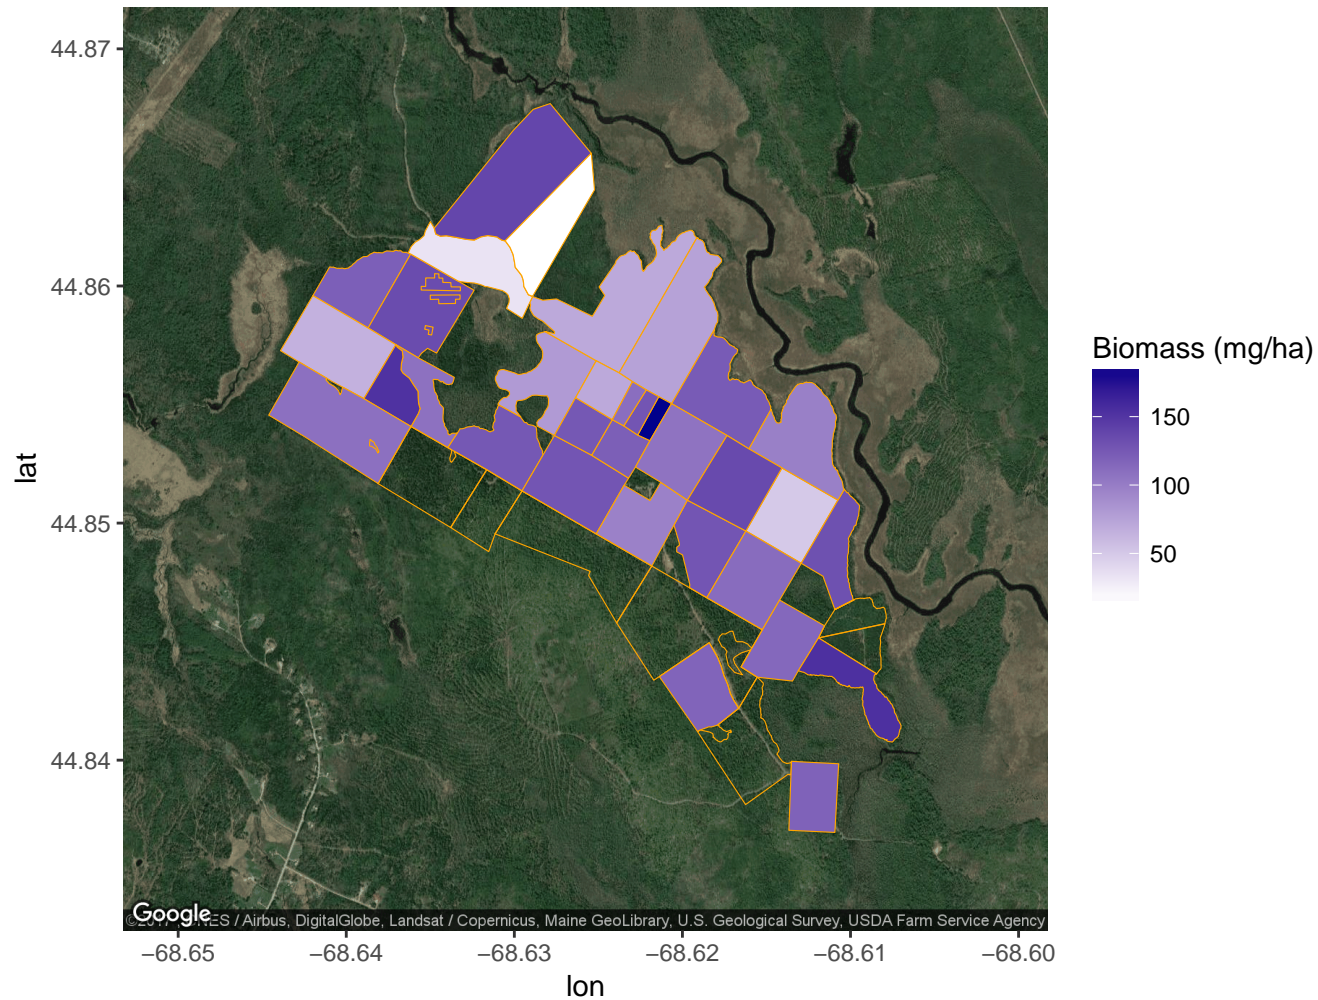 44.87
44.86
44.85
44.84
lat
−68.65
−68.64
−68.63
−68.62
−68.61
−68.60
lon
Biomass (mg/ha)
150
100
50
Google
/ Airbus, DigitalGlobe, Landsat / Copernicus, Maine GeoLibrary, U.S. Geological Survey, USDA Farm Service Agency